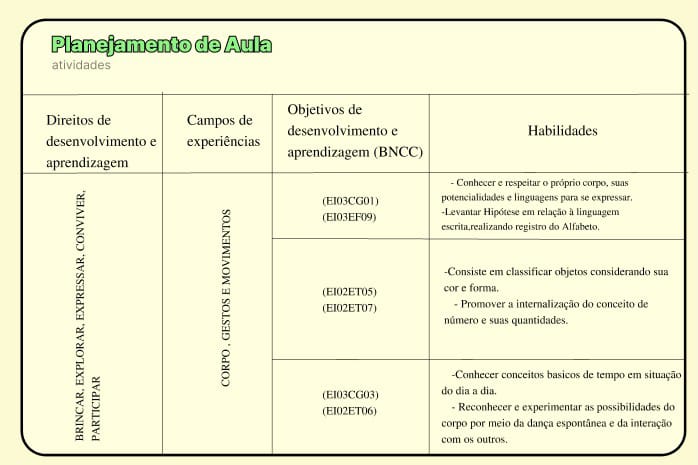 Planejamento de Aula
atividades
Direitos de
desenvolvimento e
aprendizagem
Campos de
experiências
Objetivos de
desenvolvimento e
aprendizagem (BNCC)
Habilidades
BRINCAR, EXPLORAR, EXPRESSAR, CONVIVER,
PARTICIPAR
CORPO , GESTOS E MOVIMENTOS
(EI03CG01)
(EI03EF09)
- Conhecer e respeitar o próprio corpo, suas
potencialidades e linguagens para se expressar.
-Levantar Hipótese em relação à linguagem
escrita,realizando registro do Alfabeto.
(EI02ET05)
(EI02ET07)
-Consiste em classificar objetos considerando sua
cor e forma.
- Promover a internalização do conceito de
número e suas quantidades.
(EI03CG03)
(EI02ET06)
-Conhecer conceitos basicos de tempo em situação
do dia a dia.
- Reconhecer e experimentar as possibilidades do
corpo por meio da dança espontânea e da interação
com os outros.